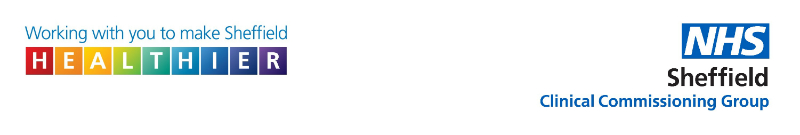 Working with you to make Sheffield
HEALTHIER
NHS
Sheffield
Clinical Commissioning Group